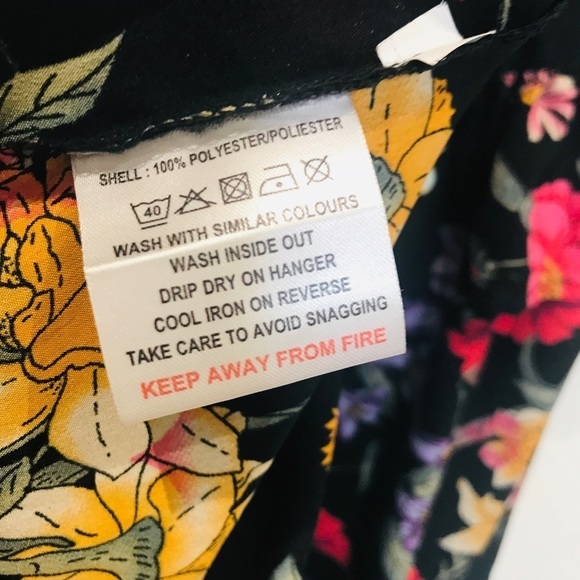 SHELL : 100% POLYESTER/POLIESTER
40
WASH WITH SIMILAR COLOURS
WASH INSIDE OUT
DRIP DRY ON HANGER
COOL IRON ON REVERSE
TAKE CARE TO AVOID SNAGGING
KEEP AWAY FROM FIRE